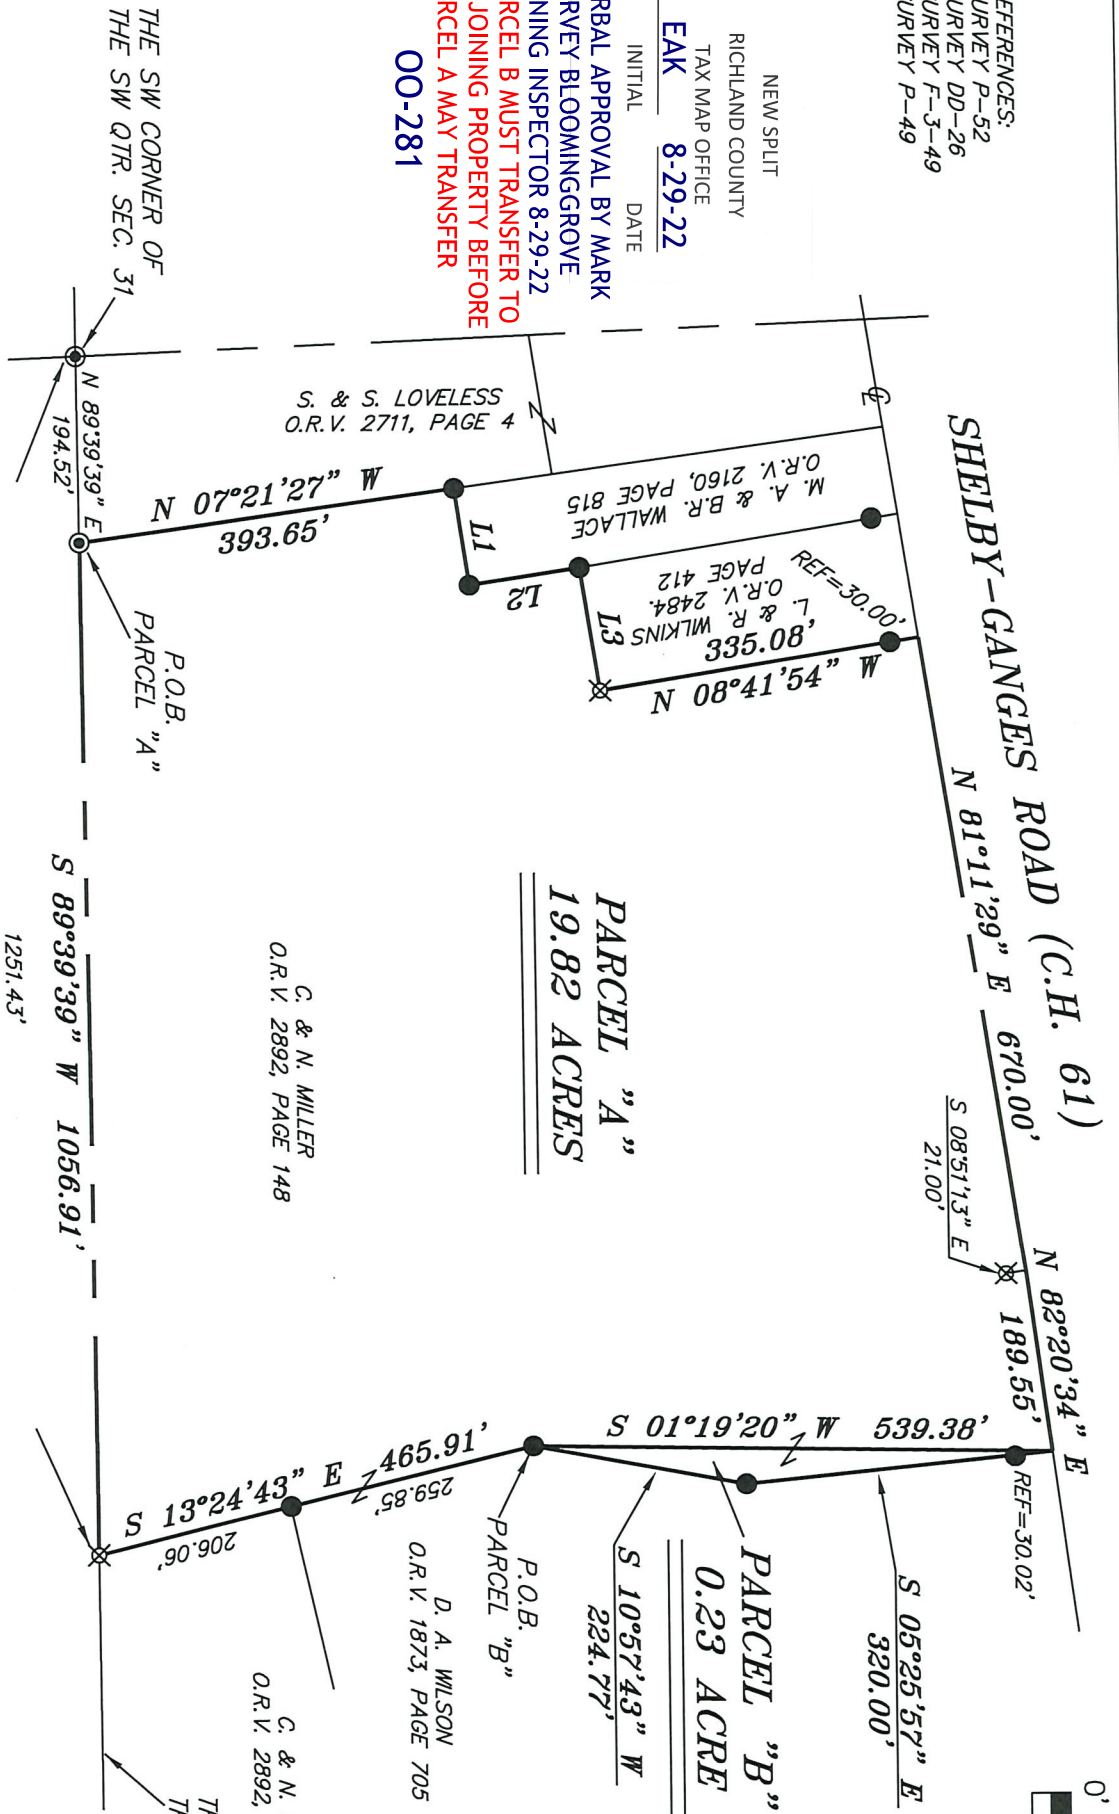 EFERENCES:
URVEY P-52
URVEY DD-26
URVEY F-3-49
URVEY P-49
NEW SPLIT
RICHLAND COUNTY
TAX MAP OFFICE
EAK 8-29-22
INITIAL DATE
RBAL APPROVAL BY MARK
RVEY BLOOMINGGROVE
NING INSPECTOR 8-29-22
RCEL B MUST TRANSFER TO
JOINING PROPERTY BEFORE
RCEL A MAY TRANSFER
OO-281
THE SW CORNER OF
THE SW QTR. SEC. 31
N 89°39'39" E
194.52'
S. & S. LOVELESS
O.R.V. 2711, PAGE 4
N 07°21'27" W
393.65'
M. A. & B.R. WALLACE
O.R.V. 2160, PAGE 815
L. & R. WILKINS
O.R.V. 2484.
PAGE 412
L1
L2
L3
REF=30.00'
335.08'
N 08°41'54" W
P.O.B.
PARCEL "A"
SHELBY-GANGES ROAD (C.H. 61)
N 81°11'29" E 670.00'
S 08°51'13" E
21.00'
N 82°20'34" E
189.55'
PARCEL "A"
19.82 ACRES
C. & N. MILLER
O.R.V. 2892, PAGE 148
S 89°39'39" W 1056.91'
1251.43'
S 01°19'20" W 539.38'
REF=30.02'
S 05°25'57" E
320.00'
PARCEL "B"
0.23 ACRE
S 10°57'43" W
224.77'
P.O.B.
PARCEL "B"
S 13°24'43" E 465.91'
259.85'
206.06'
D. A. WILSON
O.R.V. 1873, PAGE 705
C. & N.
O.R.V. 2892,
0'